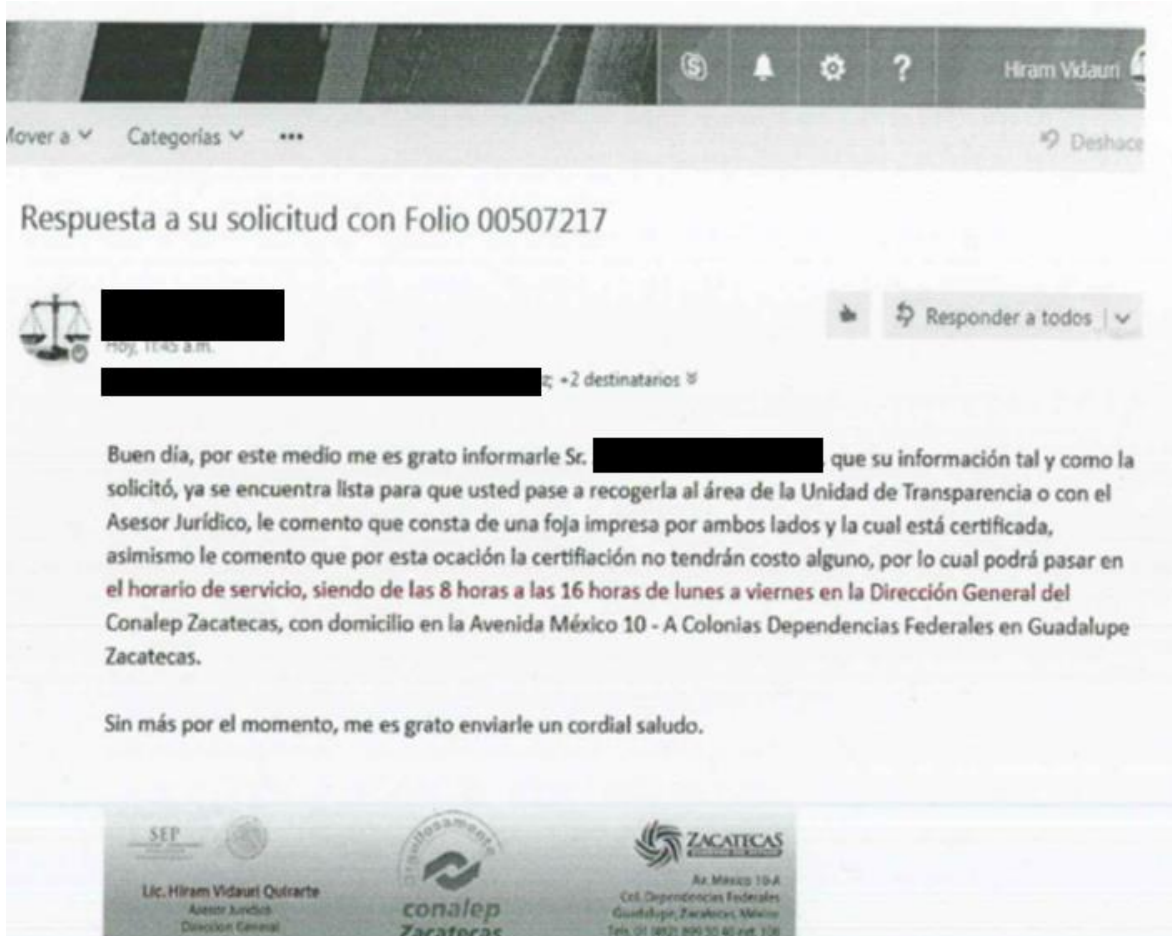 Hiram Vidauri
Mover a
Categorías
Deshace
Respuesta a su solicitud con Folio 00507217
Hoy, 11:45 a.m.
z; +2 destinatarios
Responder a todos
Buen día, por este medio me es grato informarle Sr. que su información tal y como la
solicitó, ya se encuentra lista para que usted pase a recogerla al área de la Unidad de Transparencia o con el
Asesor Jurídico, le comento que consta de una foja impresa por ambos lados y la cual está certificada,
asimismo le comento que por esta ocación la certifiación no tendrán costo alguno, por lo cual podrá pasar en
el horario de servicio, siendo de las 8 horas a las 16 horas de lunes a viernes en la Dirección General del
Conalep Zacatecas, con domicilio en la Avenida México 10 - A Colonias Dependencias Federales en Guadalupe
Zacatecas.
Sin más por el momento, me es grato enviarle un cordial saludo.
SEP
Lic. Hiram Vidauri Quirarte
Asesor Jurídico
Dirección General
orgullosamente
conalep
Zacatecas
ZACATECAS
Av. México 10-A
Col. Dependencias Federales
Guadalupe, Zacatecas, México